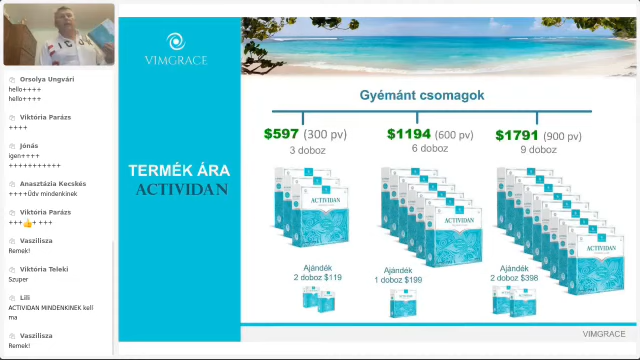 Orsolya Ungvári
hello++++
hello++++
Viktória Parázs
++++
Jónás
igen++++
+++++++++++
Anasztázia Kecskés
++++Üdv mindenkinek
Viktória Parázs
+++👍+ +++
Vaszilisza
Remek!
Viktória Teleki
Szuper
Lili
ACTIVIDAN MINDENKINEK kell
ma
Vaszilisza
Remek!
VIMGRACE
TERMÉK ÁRA
ACTIVIDAN
Gyémánt csomagok
$597 (300 pv)
3 doboz
$1194 (600 pv)
6 doboz
$1791 (900 pv)
9 doboz
ACTIVIDAN
ACTIVIDAN
ACTIVIDAN
Ajándék
2 doboz $119
Ajándék
1 doboz $199
Ajándék
2 doboz $398
VIMGRACE